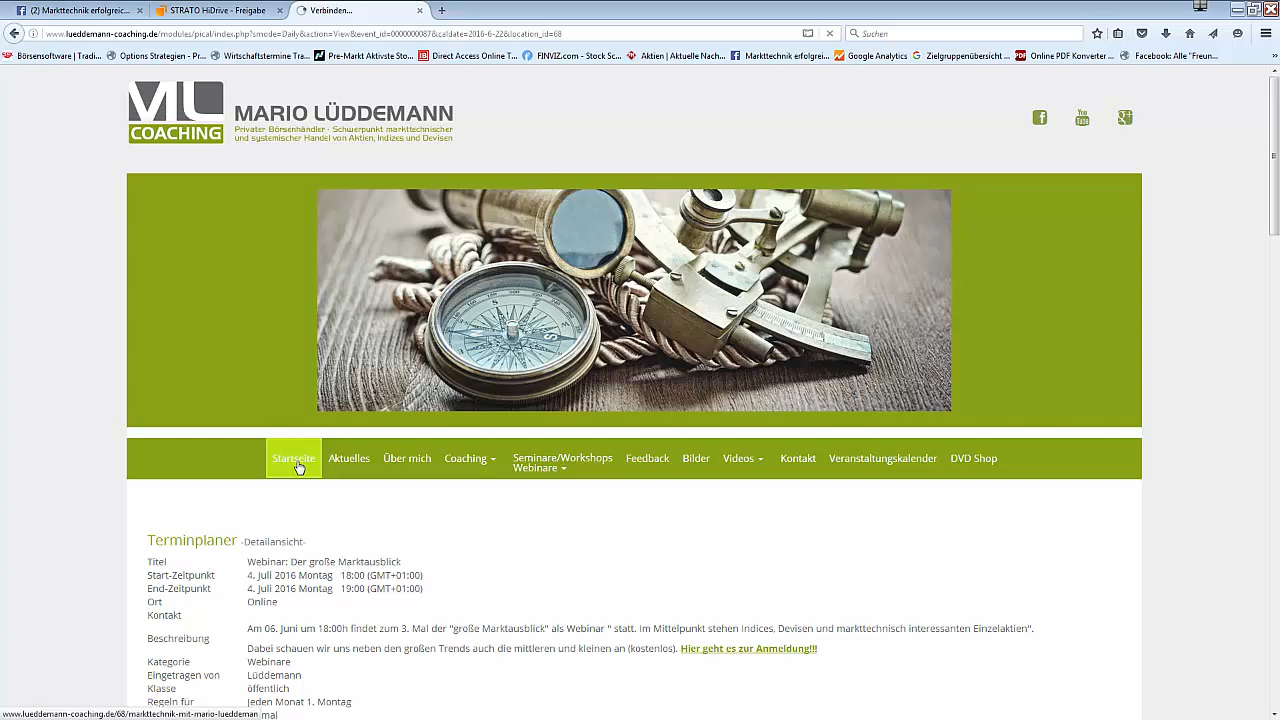 (2) Markttechnik erfolgreic...
STRATO HiDrive - Freigabe
Verbinden...
www.lueddemann-coaching.de/modules/pical/index.php?smode=Daily&action=View&event_id=0000000087&caldate=2016-6-22&location_id=68
Suchen
Börsensoftware | Tradi...
Options Strategien - Pr...
Wirtschaftstermine Tra...
Pre-Markt Aktivste Sto...
Direct Access Online T...
FINVIZ.com - Stock Sc...
Aktien | Aktuelle Nach...
Markttechnik erfolgrei...
Google Analytics
Zielgruppenübersicht ...
Online PDF Konverter ...
Facebook: Alle "Freun...
ML
COACHING
MARIO LÜDDEMANN
Privater Börsenhändler · Schwerpunkt markttechnischer
und systemischer Handel von Aktien, Indizes und Devisen
Startseite
Aktuelles
Über mich
Coaching
Seminare/Workshops
Webinare
Feedback
Bilder
Videos
Kontakt
Veranstaltungskalender
DVD Shop
Terminplaner -Detailansicht-
Titel Webinar: Der große Marktausblick
Start-Zeitpunkt 4. Juli 2016 Montag 18:00 (GMT+01:00)
End-Zeitpunkt 4. Juli 2016 Montag 19:00 (GMT+01:00)
Ort Online
Kontakt
Am 06. Juni um 18:00h findet zum 3. Mal der "große Marktausblick" als Webinar " statt. Im Mittelpunkt stehen Indices, Devisen und markttechnisch interessanten Einzelaktien".
Beschreibung
Dabei schauen wir uns neben den großen Trends auch die mittleren und kleinen an (kostenlos). Hier geht es zur Anmeldung!!!
Kategorie Webinare
Eingetragen von Lüddemann
Klasse öffentlich
Regeln für Jeden Monat 1. Montag
mal
www.lueddemann-coaching.de/68/markttechnik-mit-mario-lueddeman